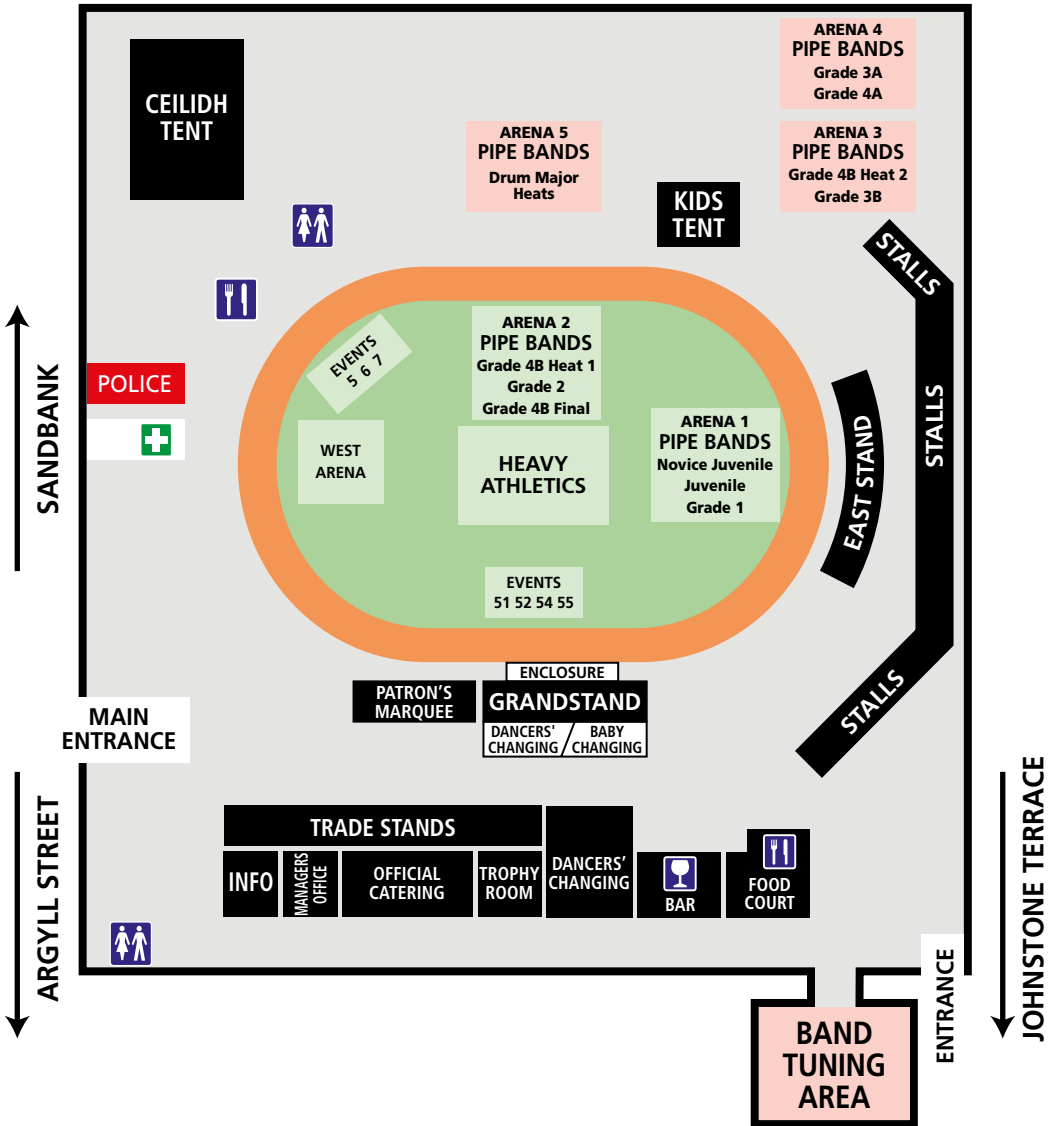 ARENA 4
PIPE BANDS
Grade 3A
Grade 4A
CEILIDH
TENT
ARENA 5
PIPE BANDS
Drum Major
Heats
ARENA 3
PIPE BANDS
Grade 4B Heat 2
Grade 3B
KIDS
TENT
STALLS
STALLS
STALLS
EVENTS
5 6 7
ARENA 2
PIPE BANDS
Grade 4B Heat 1
Grade 2
Grade 4B Final
SANDBANK
POLICE
WEST
ARENA
HEAVY
ATHLETICS
ARENA 1
PIPE BANDS
Novice Juvenile
Juvenile
Grade 1
EAST STAND
EVENTS
51 52 54 55
ENCLOSURE
PATRON'S
MARQUEE
GRANDSTAND
DANCERS'
CHANGING
BABY
CHANGING
MAIN
ENTRANCE
ARGYLL STREET
JOHNSTONE TERRACE
TRADE STANDS
INFO
MANAGERS
OFFICE
OFFICIAL
CATERING
TROPHY
ROOM
DANCERS'
CHANGING
BAR
FOOD
COURT
ENTRANCE
BAND
TUNING
AREA